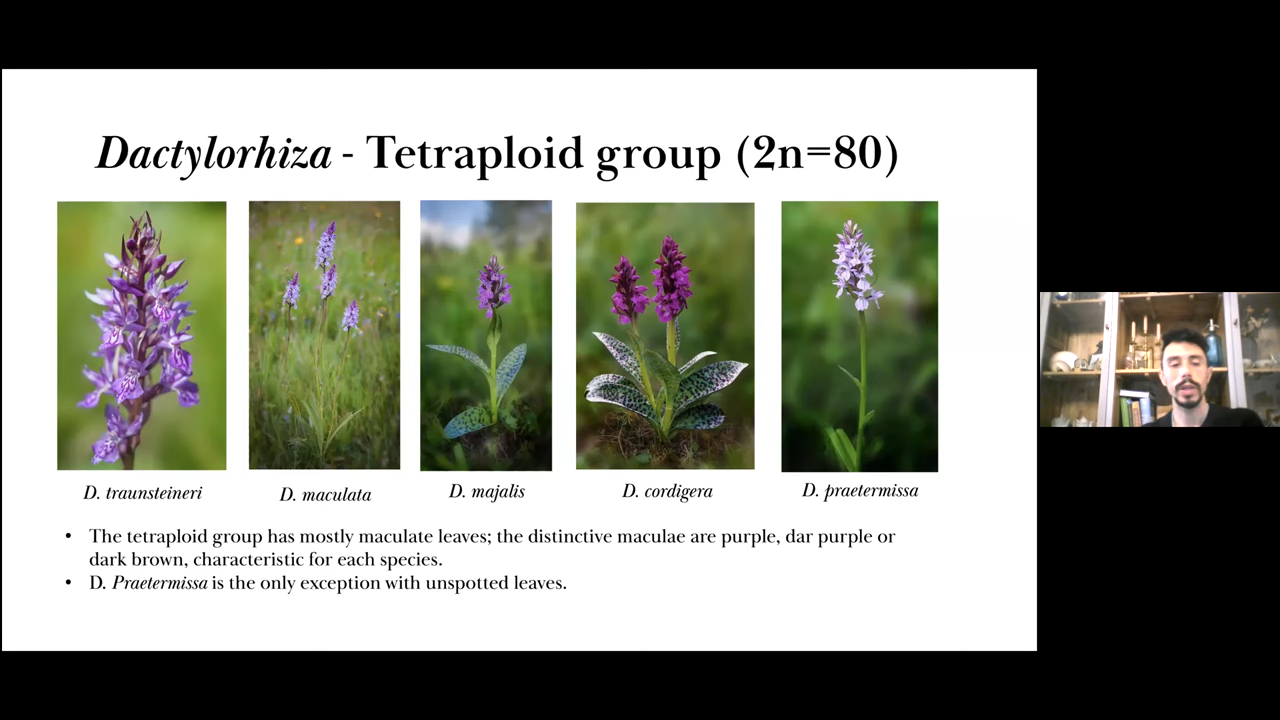 Dactylorhiza - Tetraploid group (2n=80)
D. traunsteineri
D. maculata
D. majalis
D. cordigera
D. praetermissa
• The tetraploid group has mostly maculate leaves; the distinctive maculae are purple, dar purple or
dark brown, characteristic for each species.
• D. Praetermissa is the only exception with unspotted leaves.